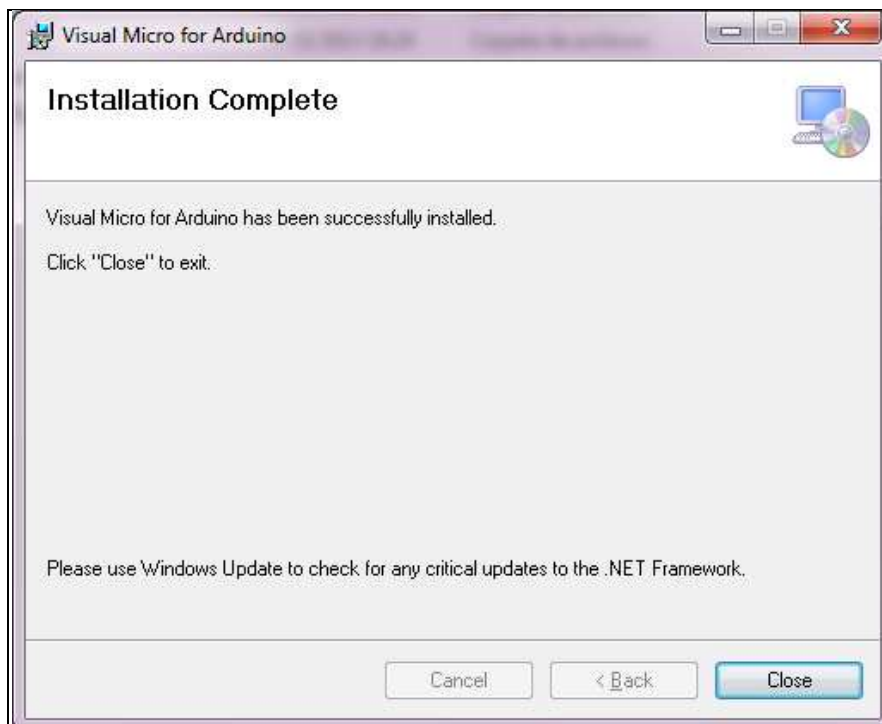 Visual Micro for Arduino
Installation Complete
Visual Micro for Arduino has been successfully installed.
Click "Close" to exit.
Please use Windows Update to check for any critical updates to the .NET Framework.
Cancel
< Back
Close